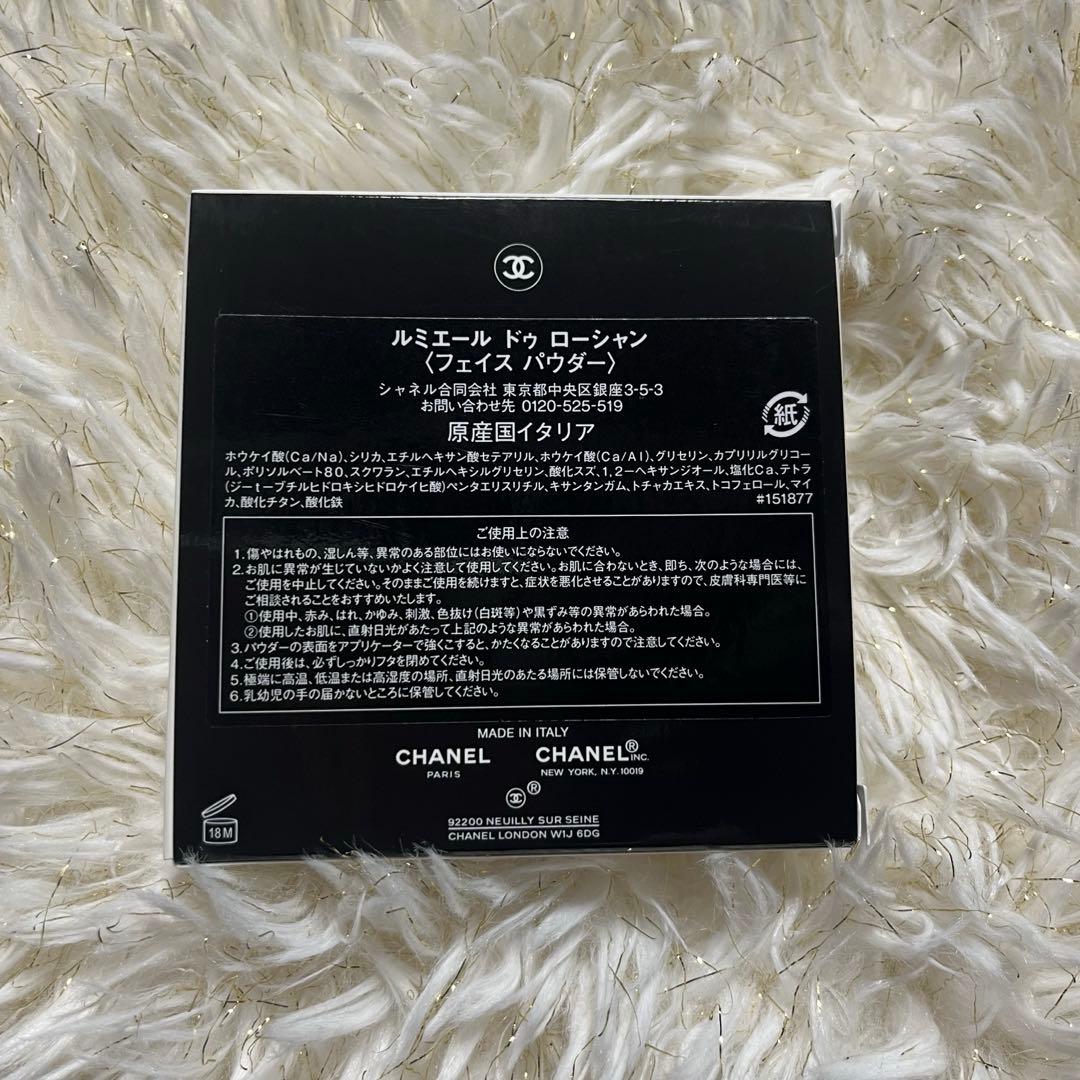 ルミエール ドゥ ローシャン
〈フェイス パウダー〉
シャネル合同会社 東京都中央区銀座3-5-3
お問い合わせ先 0120-525-519
紙
原産国イタリア
ホウケイ酸(Ca/Na)、シリカ、エチルヘキサン酸セテアリル、ホウケイ酸(Ca/Al)、グリセリン、カプリリルグリコー
ル、ポリソルベート80、スクワラン、エチルヘキシルグリセリン、酸化スズ、1,2-ヘキサンジオール、塩化Ca、テトラ
(ジ-t-ブチルヒドロキシヒドロケイヒ酸)ペンタエリスリチル、キサンタンガム、トチャカエキス、トコフェロール、マイ
カ、酸化チタン、酸化鉄 #151877
ご使用上の注意
1.傷やはれもの、湿しん等、異常のある部位にはお使いにならないでください。
2.お肌に異常が生じていないかよく注意して使用してください。お肌に合わないとき、即ち、次のような場合には、
ご使用を中止してください。そのままご使用を続けますと、症状を悪化させることがありますので、皮膚科専門医等に
ご相談されることをおすすめいたします。
①使用中、赤み、はれ、かゆみ、刺激、色抜け(白斑等)や黒ずみ等の異常があらわれた場合。
②使用したお肌に、直射日光があたって上記のような異常があらわれた場合。
3.パウダーの表面をアプリケーターで強くこすると、かたくなることがありますので注意してください。
4.ご使用後は、必ずしっかりフタを閉めてください。
5.極端に高温、低温または高湿度の場所、直射日光のあたる場所には保管しないでください。
6.乳幼児の手の届かないところに保管してください。
MADE IN ITALY
CHANEL CHANEL® INC.
PARIS NEW YORK, N.Y. 10019
®
18M
92200 NEUILLY SUR SEINE
CHANEL LONDON W1J 6DG